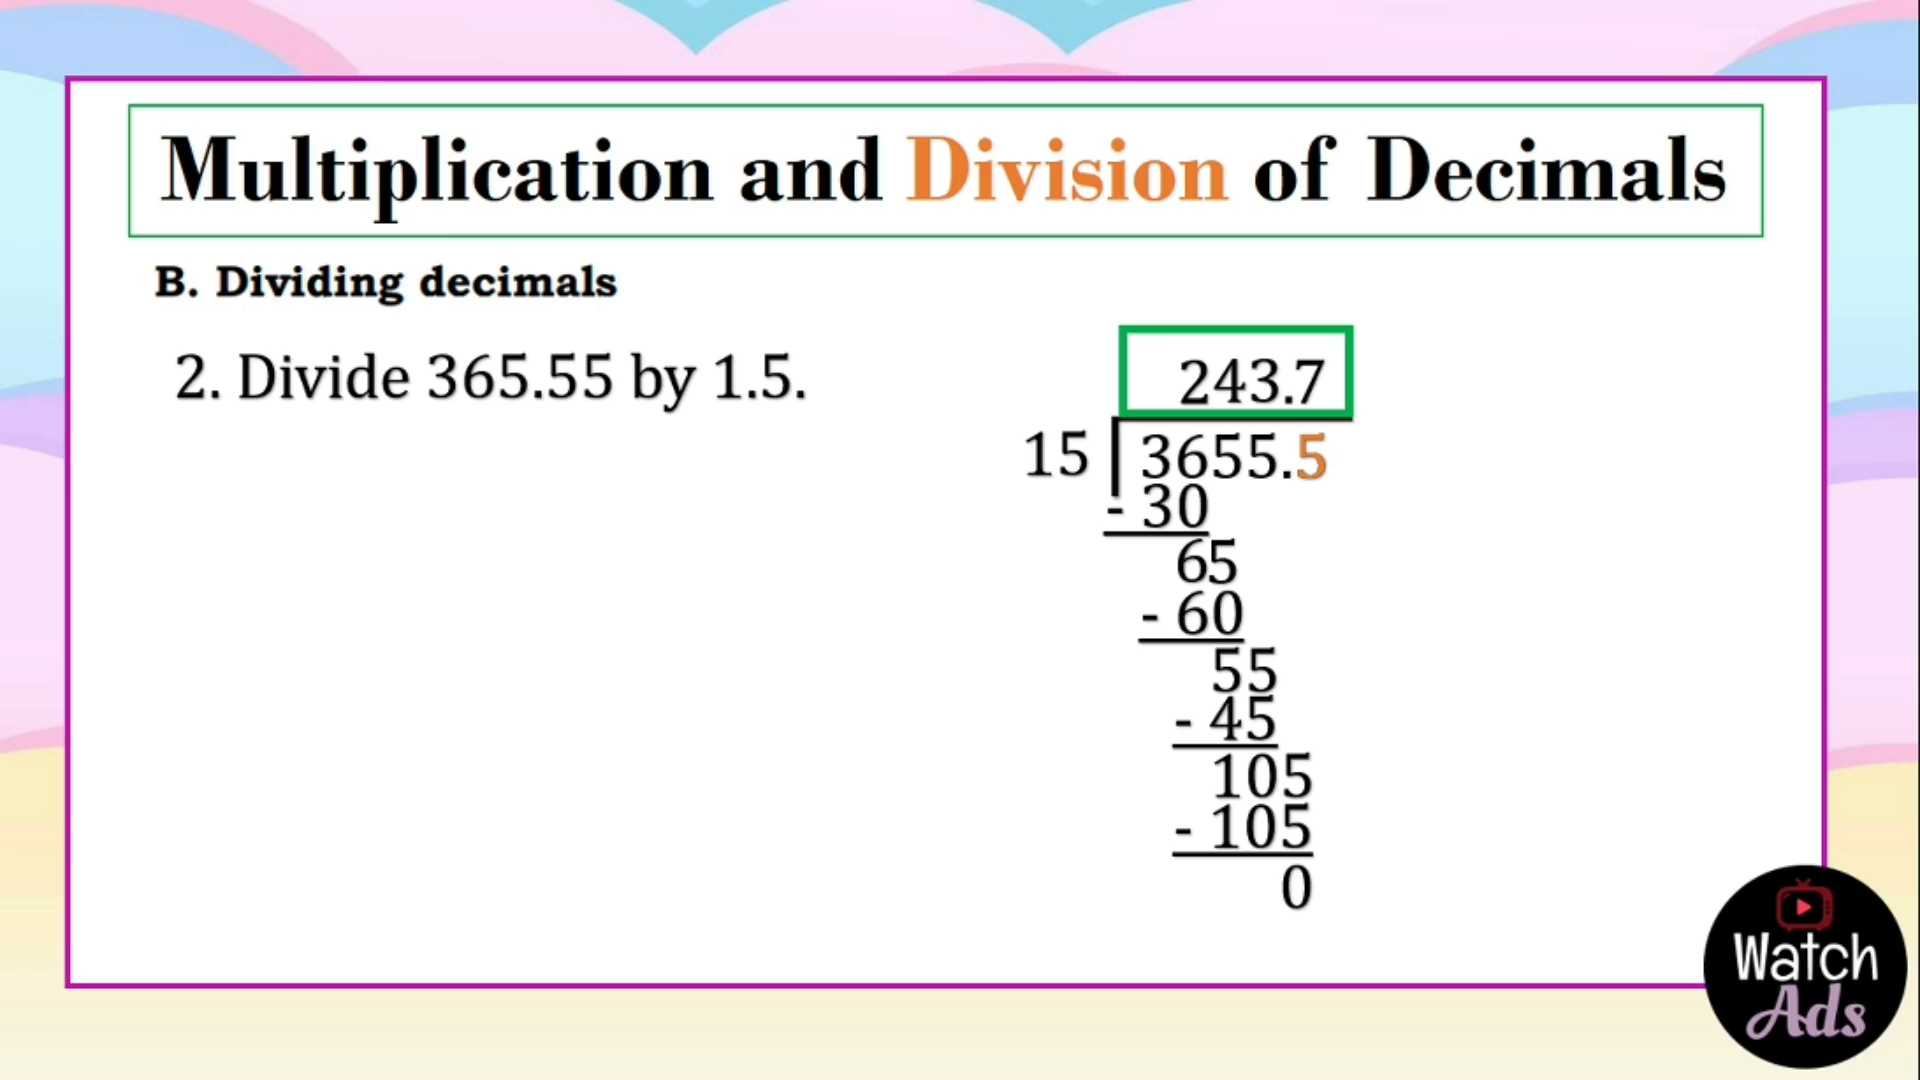 Multiplication and Division of Decimals
B. Dividing decimals
2. Divide 365.55 by 1.5.
243.7
15 3655.5
- 30
65
- 60
55
- 45
105
- 105
0
Watch
Ads